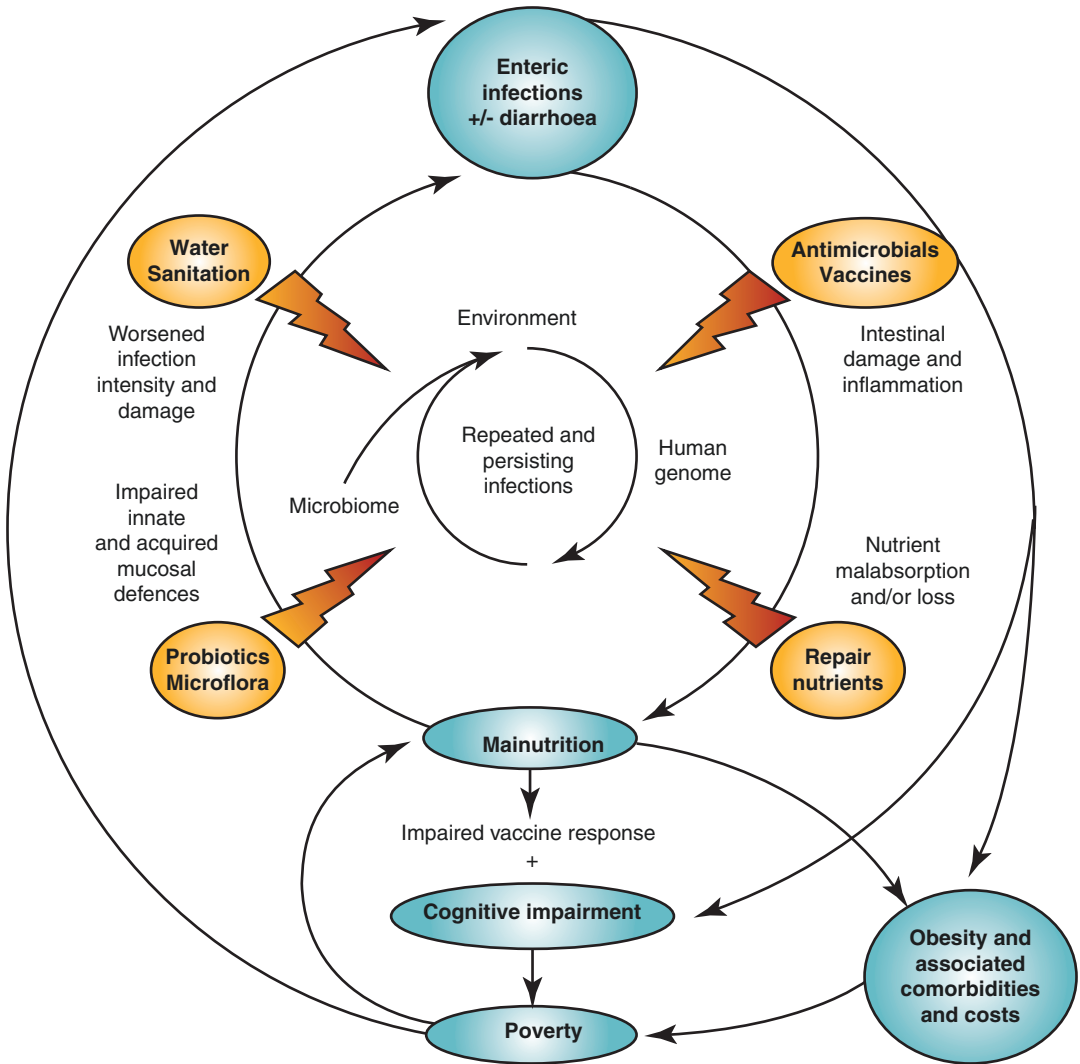 Enteric
infections
+/- diarrhoea
Water
Sanitation
Antimicrobials
Vaccines
Worsened
infection
intensity and
damage
Environment
Intestinal
damage and
inflammation
Repeated and
persisting
infections
Human
genome
Microbiome
Impaired
innate
and acquired
mucosal
defences
Nutrient
malabsorption
and/or loss
Probiotics
Microflora
Repair
nutrients
Mainutrition
Impaired vaccine response
+
Cognitive impairment
Obesity and
associated
comorbidities
and costs
Poverty